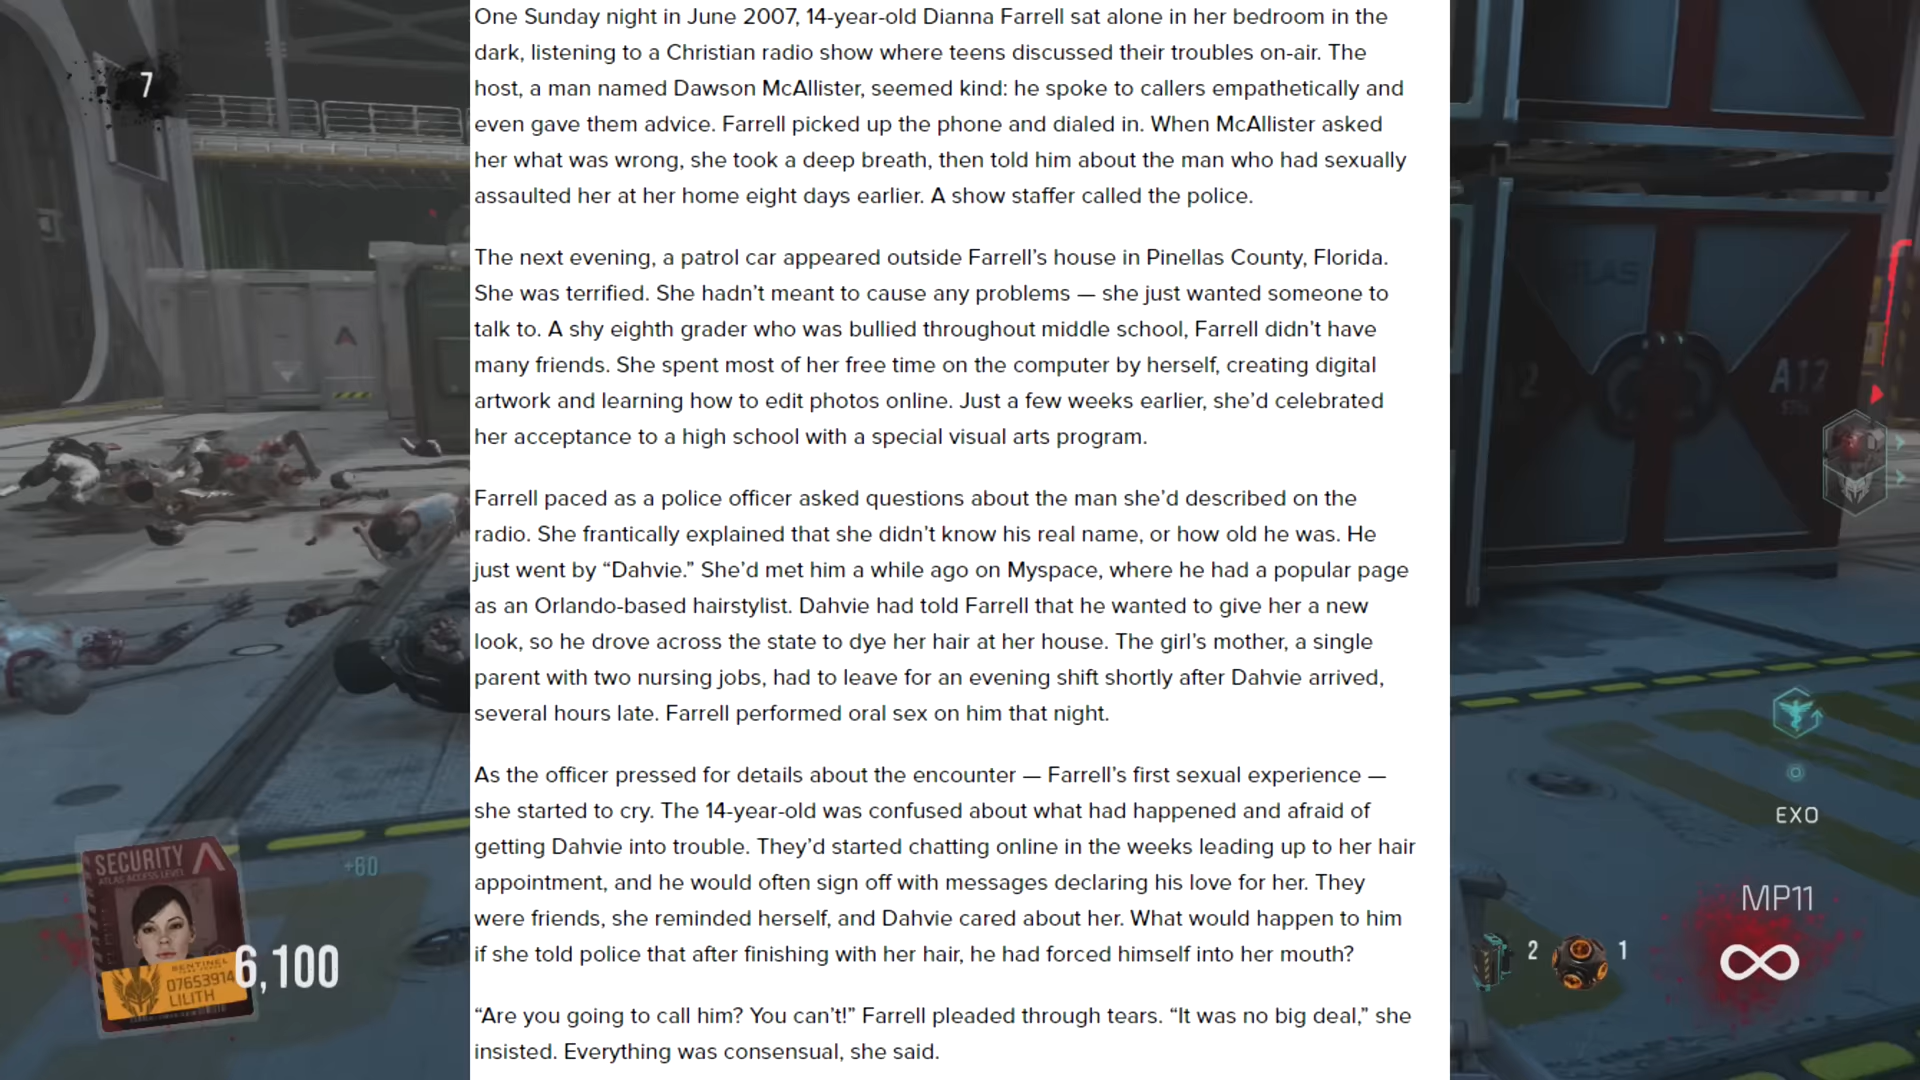 7
One Sunday night in June 2007, 14-year-old Dianna Farrell sat alone in her bedroom in the
dark, listening to a Christian radio show where teens discussed their troubles on-air. The
host, a man named Dawson McAllister, seemed kind: he spoke to callers empathetically and
even gave them advice. Farrell picked up the phone and dialed in. When McAllister asked
her what was wrong, she took a deep breath, then told him about the man who had sexually
assaulted her at her home eight days earlier. A show staffer called the police.
The next evening, a patrol car appeared outside Farrell’s house in Pinellas County, Florida.
She was terrified. She hadn’t meant to cause any problems — she just wanted someone to
talk to. A shy eighth grader who was bullied throughout middle school, Farrell didn’t have
many friends. She spent most of her free time on the computer by herself, creating digital
artwork and learning how to edit photos online. Just a few weeks earlier, she’d celebrated
her acceptance to a high school with a special visual arts program.
Farrell paced as a police officer asked questions about the man she’d described on the
radio. She frantically explained that she didn’t know his real name, or how old he was. He
just went by “Dahvie.” She’d met him a while ago on Myspace, where he had a popular page
as an Orlando-based hairstylist. Dahvie had told Farrell that he wanted to give her a new
look, so he drove across the state to dye her hair at her house. The girl’s mother, a single
parent with two nursing jobs, had to leave for an evening shift shortly after Dahvie arrived,
several hours late. Farrell performed oral sex on him that night.
As the officer pressed for details about the encounter — Farrell’s first sexual experience —
she started to cry. The 14-year-old was confused about what had happened and afraid of
getting Dahvie into trouble. They’d started chatting online in the weeks leading up to her hair
appointment, and he would often sign off with messages declaring his love for her. They
were friends, she reminded herself, and Dahvie cared about her. What would happen to him
if she told police that after finishing with her hair, he had forced himself into her mouth?
“Are you going to call him? You can’t!” Farrell pleaded through tears. “It was no big deal,” she
insisted. Everything was consensual, she said.
ATLAS
A12
EXO
MP11
2
1
∞
+60
SECURITY
ATLAS ACCESS LEVEL
SENTINEL
07653914
LILITH
6,100